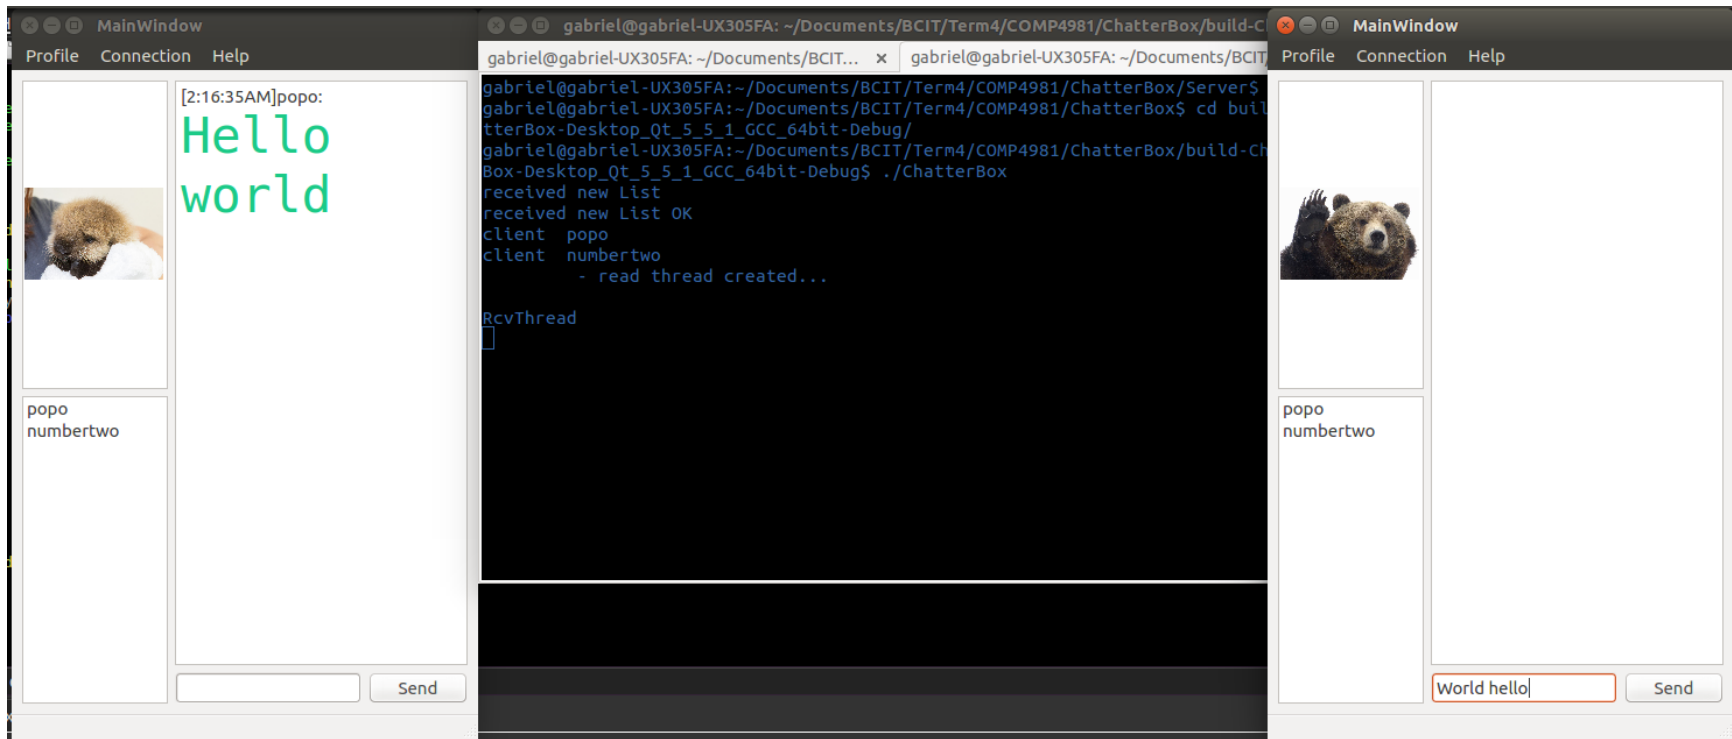 MainWindow
Profile Connection Help
[2:16:35AM]popo:
Hello
world
popo
numbertwo
Send
gabriel@gabriel-UX305FA: ~/Documents/BCIT/Term4/COMP4981/ChatterBox/build-C
gabriel@gabriel-UX305FA: ~/Documents/BCIT... × gabriel@gabriel-UX305FA: ~/Documents/BCIT
gabriel@gabriel-UX305FA:~/Documents/BCIT/Term4/COMP4981/ChatterBox/Server$
gabriel@gabriel-UX305FA:~/Documents/BCIT/Term4/COMP4981/ChatterBox$ cd buil
tterBox-Desktop_Qt_5_5_1_GCC_64bit-Debug/
gabriel@gabriel-UX305FA:~/Documents/BCIT/Term4/COMP4981/ChatterBox/build-Ch
Box-Desktop_Qt_5_5_1_GCC_64bit-Debug$ ./ChatterBox
received new List
received new List OK
client  popo
client  numbertwo
- read thread created...
RcvThread
MainWindow
Profile Connection Help
popo
numbertwo
World hello
Send